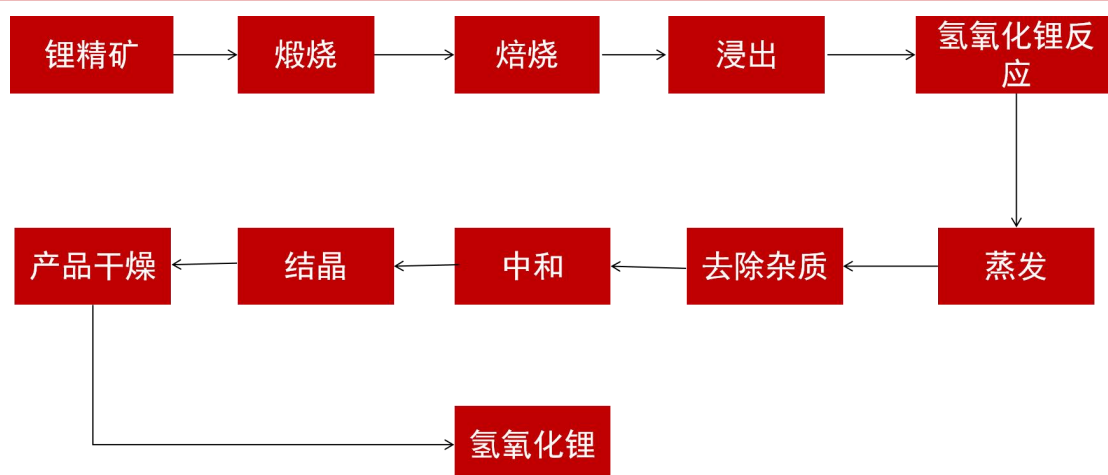 锂精矿
煅烧
焙烧
浸出
氢氧化锂反
应
蒸发
去除杂质
中和
结晶
产品干燥
氢氧化锂